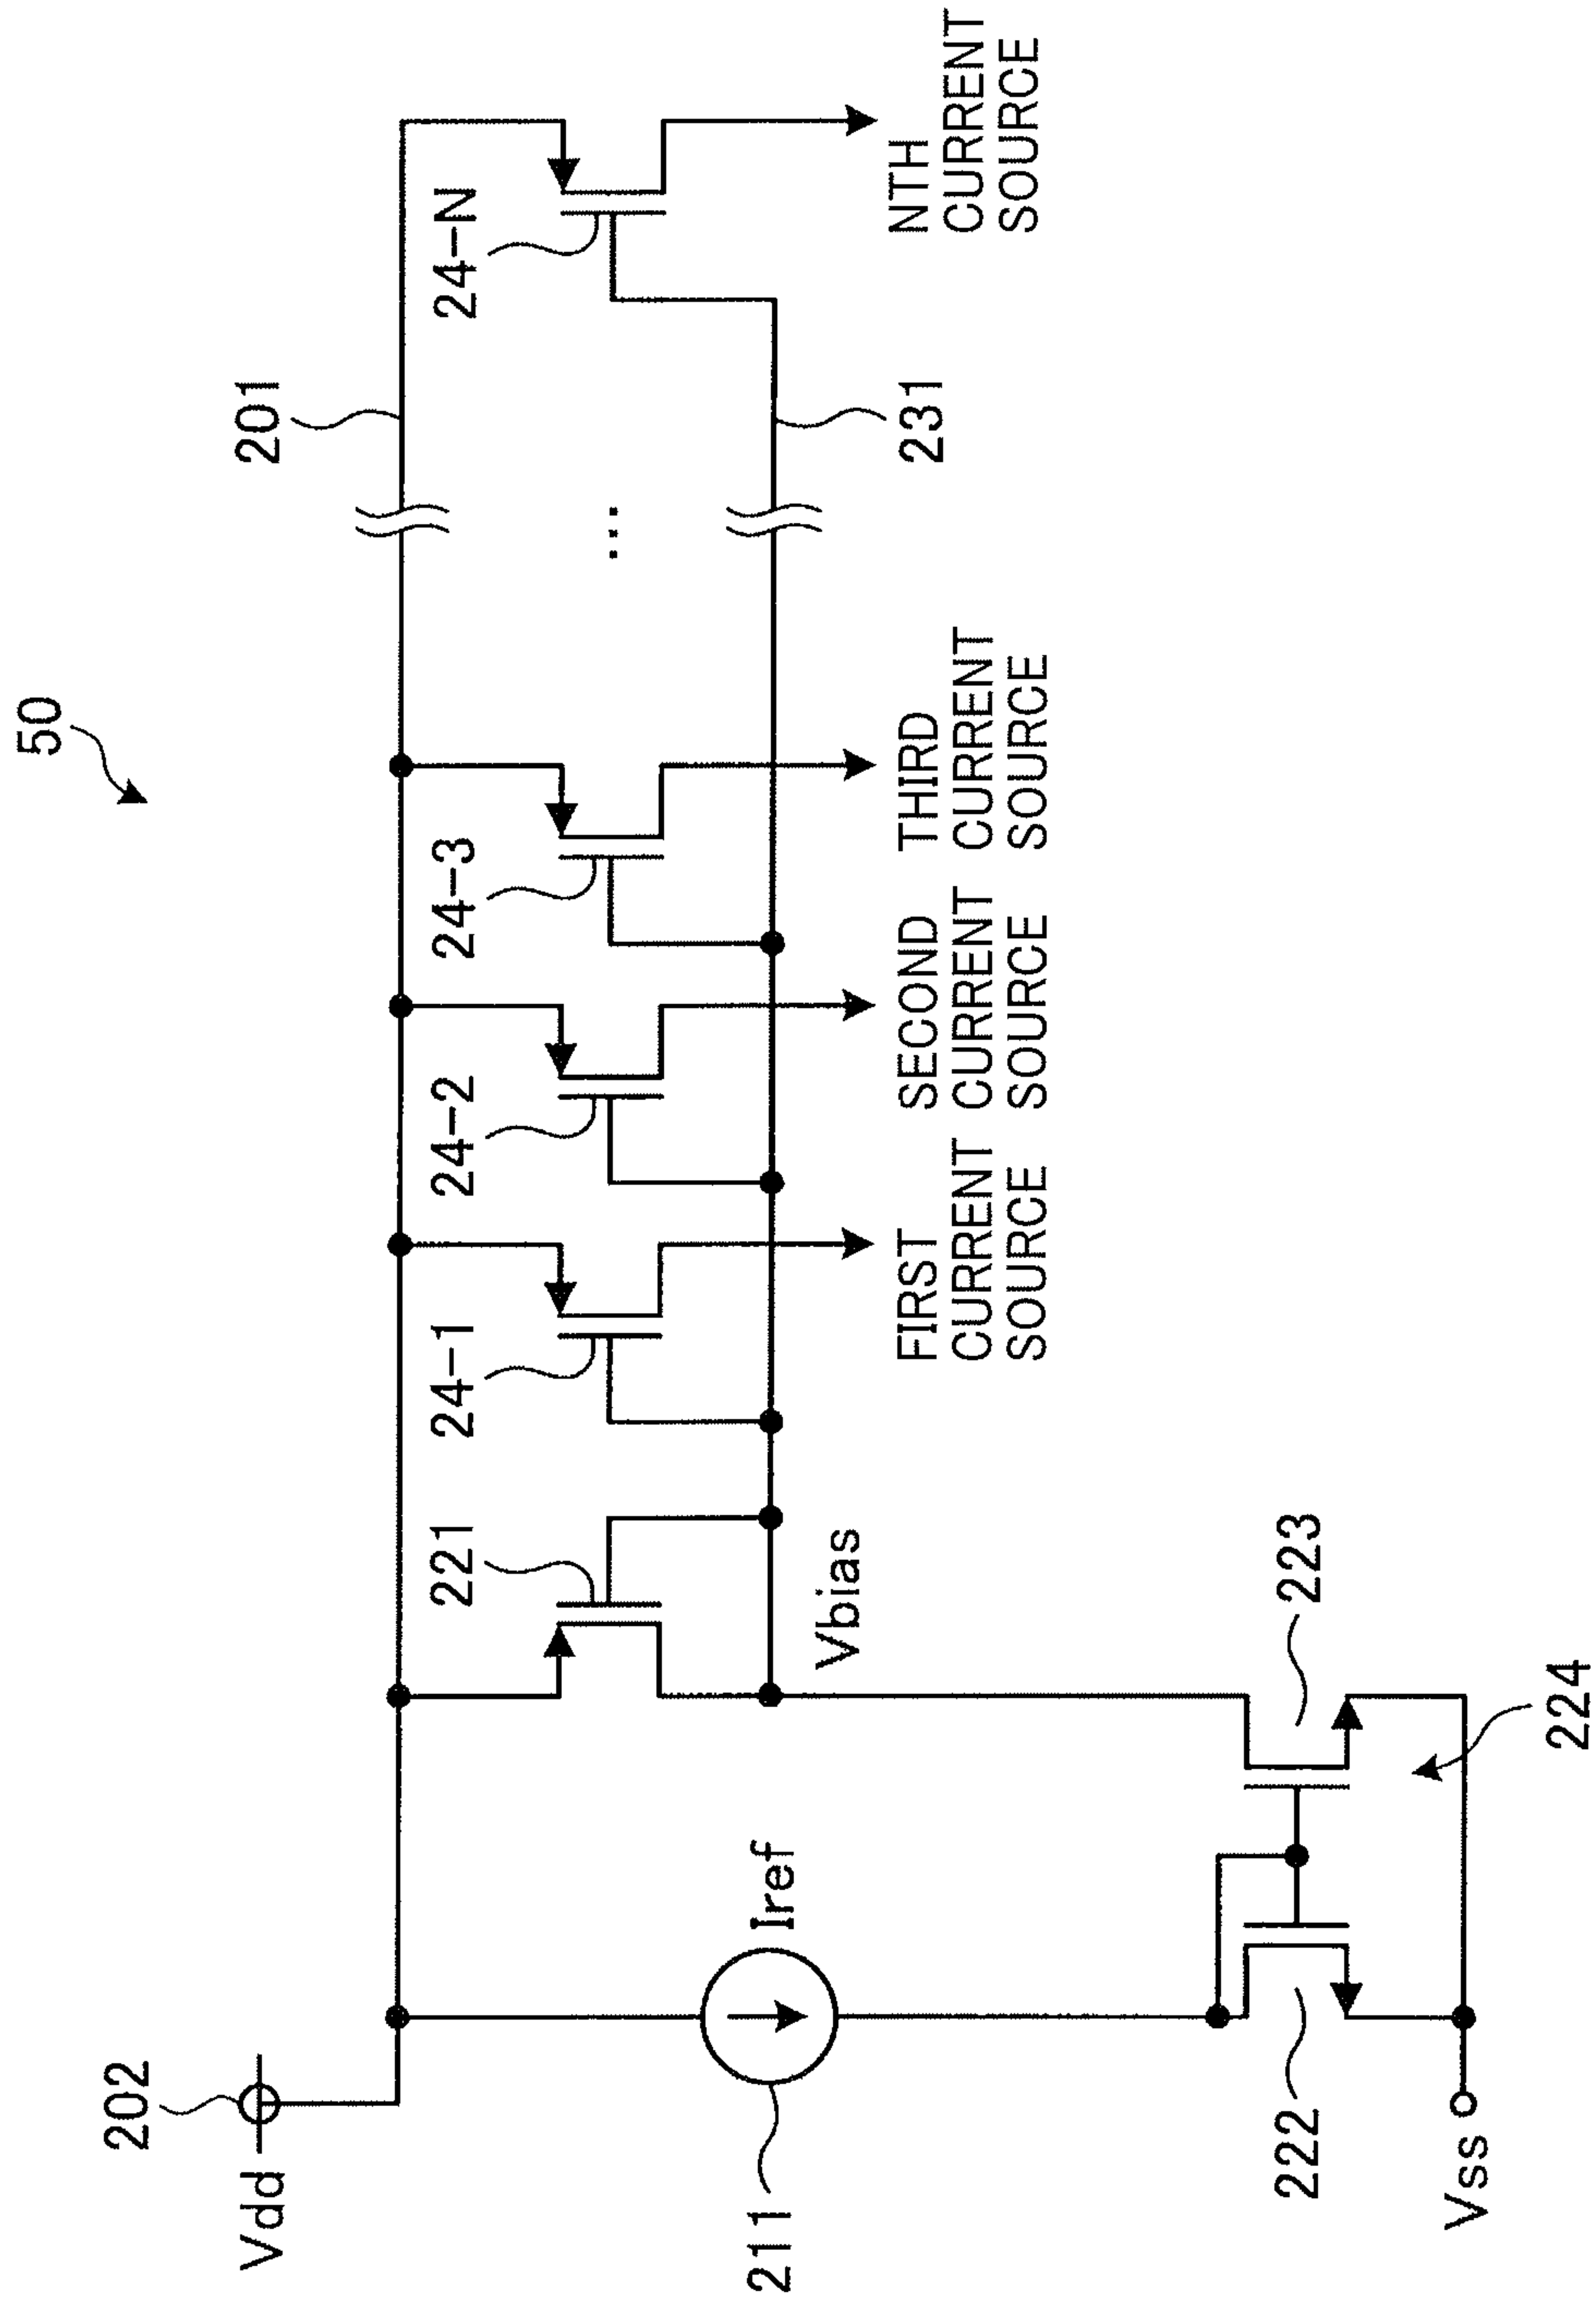 50
201
202
Vdd
221
24-1
24-2
24-3
24-N
...
231
Vbias
211
Iref
FIRST
CURRENT
SOURCE
SECOND
CURRENT
SOURCE
THIRD
CURRENT
SOURCE
NTH
CURRENT
SOURCE
222
223
224
Vss